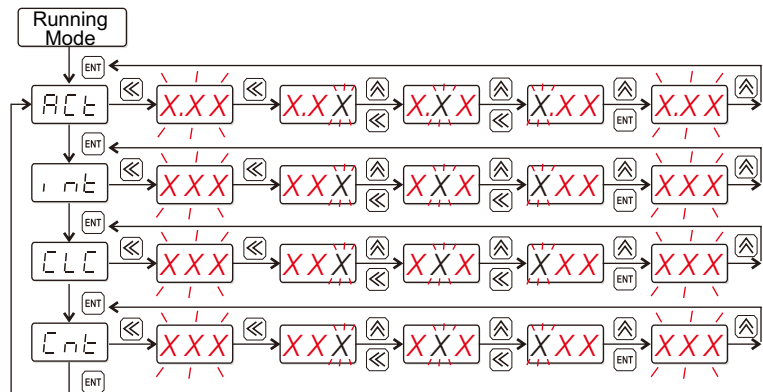 Running
Mode
ENT
ACt X.XX X.XX X.XX X.XX X.XX
ENT
ENT
int XXX XXX XXX XXX XXX
ENT
ENT
CLC XXX XXX XXX XXX XXX
ENT
ENT
Cnt XXX XXX XXX XXX XXX
ENT
ENT